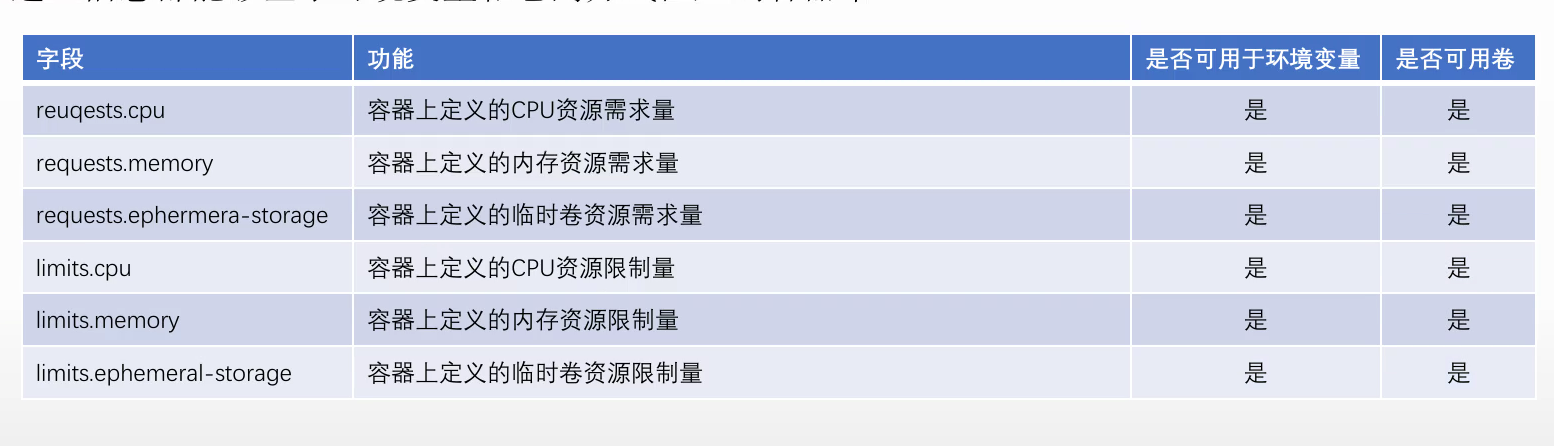 字段 功能 是否可用于环境变量 是否可用卷
reuqests.cpu 容器上定义的CPU资源需求量 是 是
requests.memory 容器上定义的内存资源需求量 是 是
requests.ephermera-storage 容器上定义的临时卷资源需求量 是 是
limits.cpu 容器上定义的CPU资源限制量 是 是
limits.memory 容器上定义的内存资源限制量 是 是
limits.ephemeral-storage 容器上定义的临时卷资源限制量 是 是